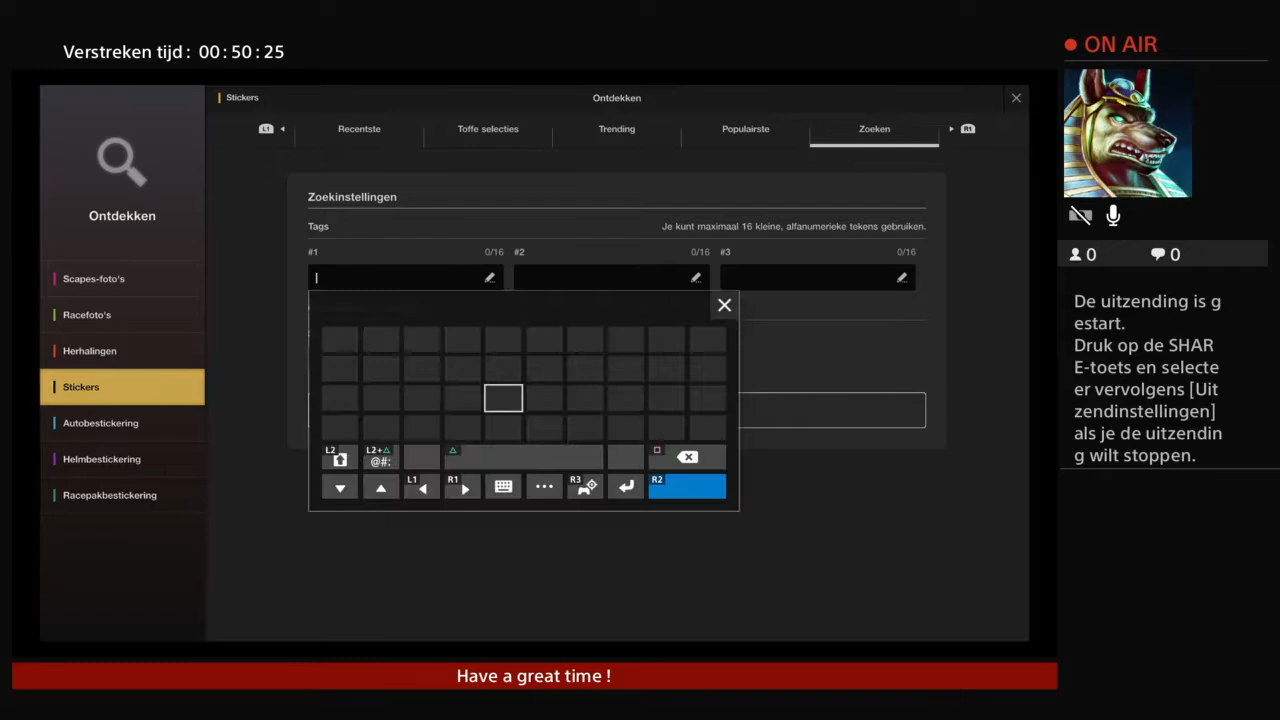 Verstreken tijd : 00 : 50 : 25
ON AIR
Stickers
Ontdekken
L1
Recentste
Toffe selecties
Trending
Populairste
Zoeken
R1
Ontdekken
Scapes-foto's
Racefoto's
Herhalingen
Stickers
Autobestickering
Helmbestickering
Racepakbestickering
Zoekinstellingen
Tags
Je kunt maximaal 16 kleine, alfanumerieke tekens gebruiken.
#1 0/16 #2 0/16 #3 0/16
L2
L2+△
@#:
L1
R1
...
R3
R2
0
0
De uitzending is g
estart.
Druk op de SHAR
E-toets en selecte
er vervolgens [Uit
zendinstellingen]
als je de uitzendin
g wilt stoppen.
Have a great time !